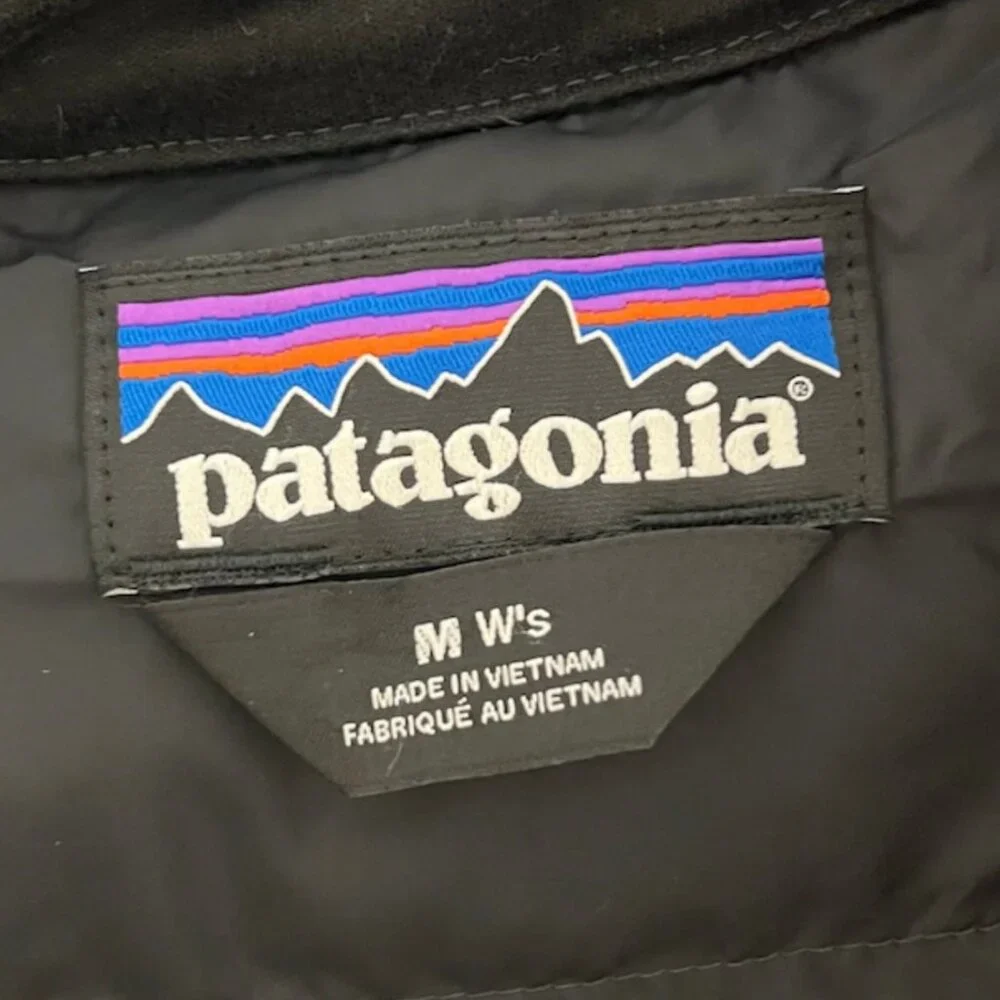 patagonia®
M W's
MADE IN VIETNAM
FABRIQUÉ AU VIETNAM